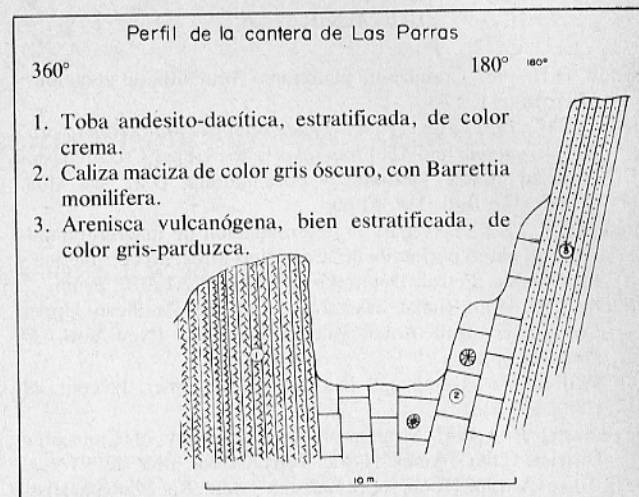 Perfil de la cantera de Las Parras
360°
180°
180°
1. Toba andesito-dacítica, estratificada, de color
crema.
2. Caliza maciza de color gris óscuro, con Barrettia
monilifera.
3. Arenisca vulcanógena, bien estratificada, de
color gris-parduzca.
3
1
2
10 m.